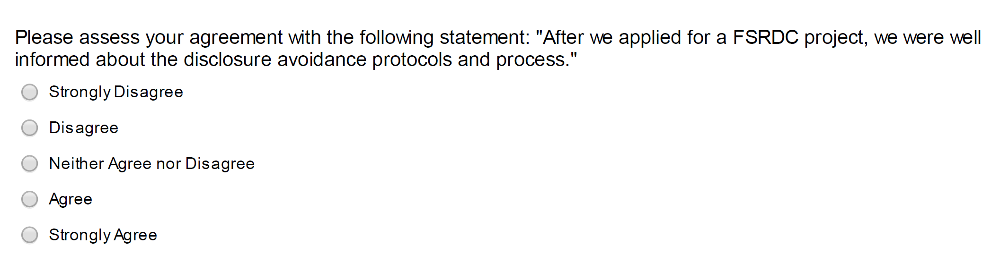 Please assess your agreement with the following statement: "After we applied for a FSRDC project, we were well
informed about the disclosure avoidance protocols and process."
Strongly Disagree
Disagree
Neither Agree nor Disagree
Agree
Strongly Agree